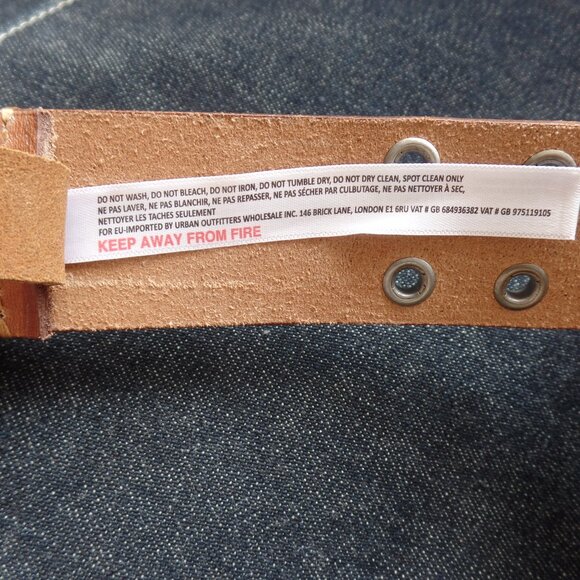 DO NOT WASH, DO NOT BLEACH, DO NOT IRON, DO NOT TUMBLE DRY, DO NOT DRY CLEAN, SPOT CLEAN ONLY
NE PAS LAVER, NE PAS BLANCHIR, NE PAS REPASSER, NE PAS SÉCHER PAR CULBUTAGE, NE PAS NETTOYER À SEC,
NETTOYER LES TACHES SEULEMENT
FOR EU-IMPORTED BY URBAN OUTFITTERS WHOLESALE INC. 146 BRICK LANE, LONDON E1 6RU VAT # GB 684936382 VAT # GB 975119105
KEEP AWAY FROM FIRE